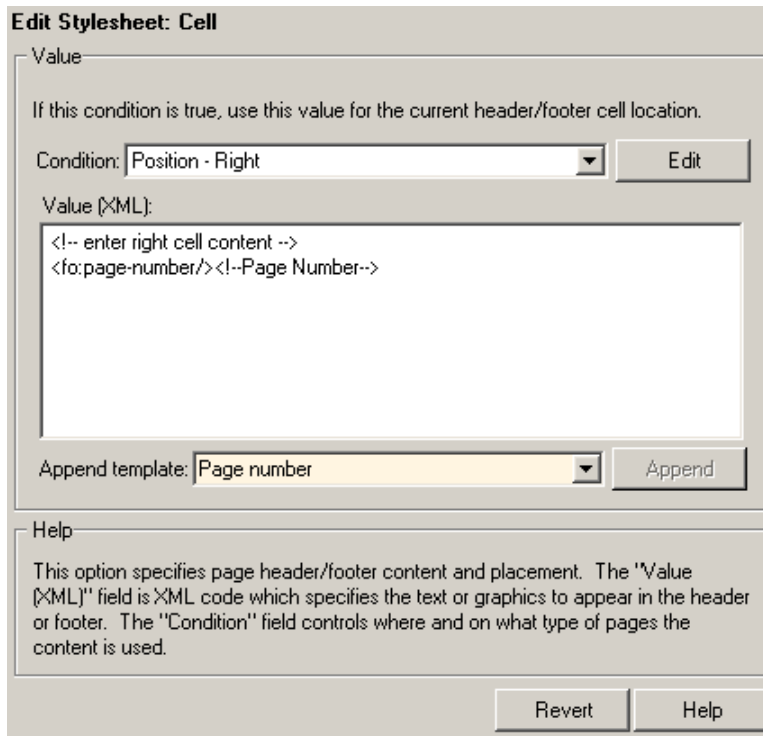 Edit Stylesheet: Cell
Value
If this condition is true, use this value for the current header/footer cell location.
Condition: Position - Right Edit
Value (XML):
<!-- enter right cell content -->
<fo:page-number/><!--Page Number-->
Append template: Page number Append
Help
This option specifies page header/footer content and placement. The "Value
(XML)" field is XML code which specifies the text or graphics to appear in the header
or footer. The "Condition" field controls where and on what type of pages the
content is used.
Revert Help